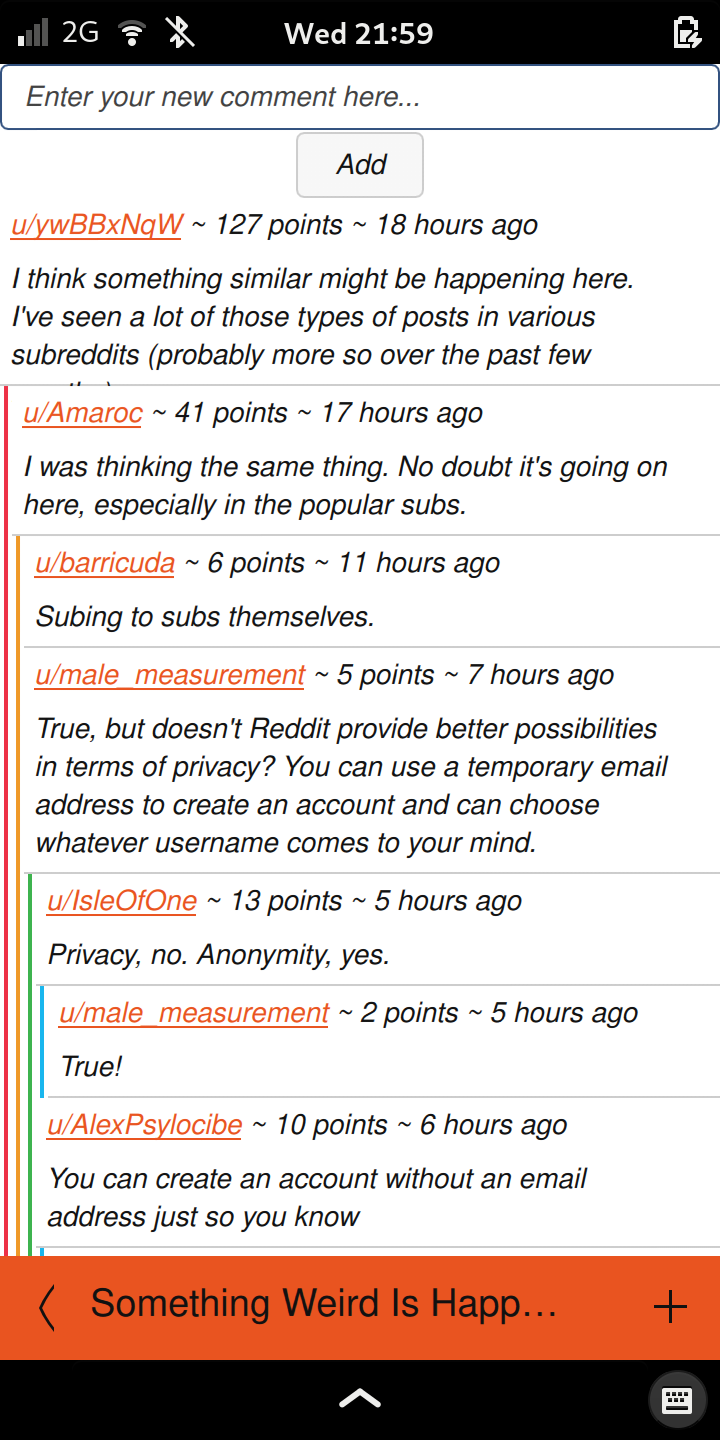 2G Wed 21:59
Enter your new comment here...
Add
u/ywBBxNqW ~ 127 points ~ 18 hours ago
I think something similar might be happening here.
I've seen a lot of those types of posts in various
subreddits (probably more so over the past few
u/Amaroc ~ 41 points ~ 17 hours ago
I was thinking the same thing. No doubt it's going on
here, especially in the popular subs.
u/barricuda ~ 6 points ~ 11 hours ago
Subing to subs themselves.
u/male_measurement ~ 5 points ~ 7 hours ago
True, but doesn't Reddit provide better possibilities
in terms of privacy? You can use a temporary email
address to create an account and can choose
whatever username comes to your mind.
u/IsleOfOne ~ 13 points ~ 5 hours ago
Privacy, no. Anonymity, yes.
u/male_measurement ~ 2 points ~ 5 hours ago
True!
u/AlexPsylocibe ~ 10 points ~ 6 hours ago
You can create an account without an email
address just so you know
Something Weird Is Happ...